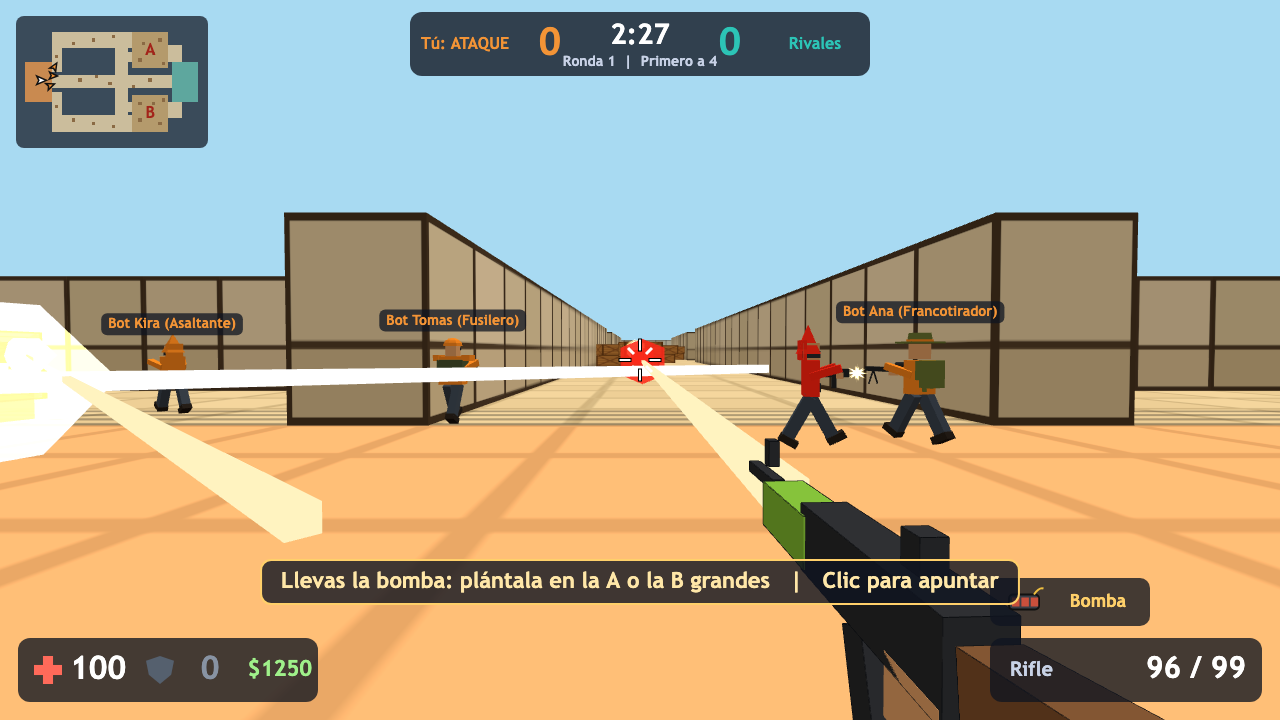 A
B
Tú: ATAQUE
0
2:27
0
Rivales
Ronda 1 | Primero a 4
Bot Kira (Asaltante)
Bot Tomas (Fusilero)
Bot Ana (Francotirador)
Llevas la bomba: plántala en la A o la B grandes | Clic para apuntar
Bomba
100
0
$1250
Rifle
96 / 99